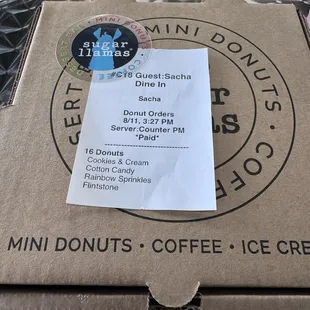 MINI DONUTS
sugar
llamas
#C18 Guest:Sacha
Dine In
Sacha
Donut Orders
8/11, 3:27 PM
Server:Counter PM
*Paid*
16 Donuts
Cookies & Cream
Cotton Candy
Rainbow Sprinkles
Flintstone
MINI DONUTS • COFFEE • ICE CRE